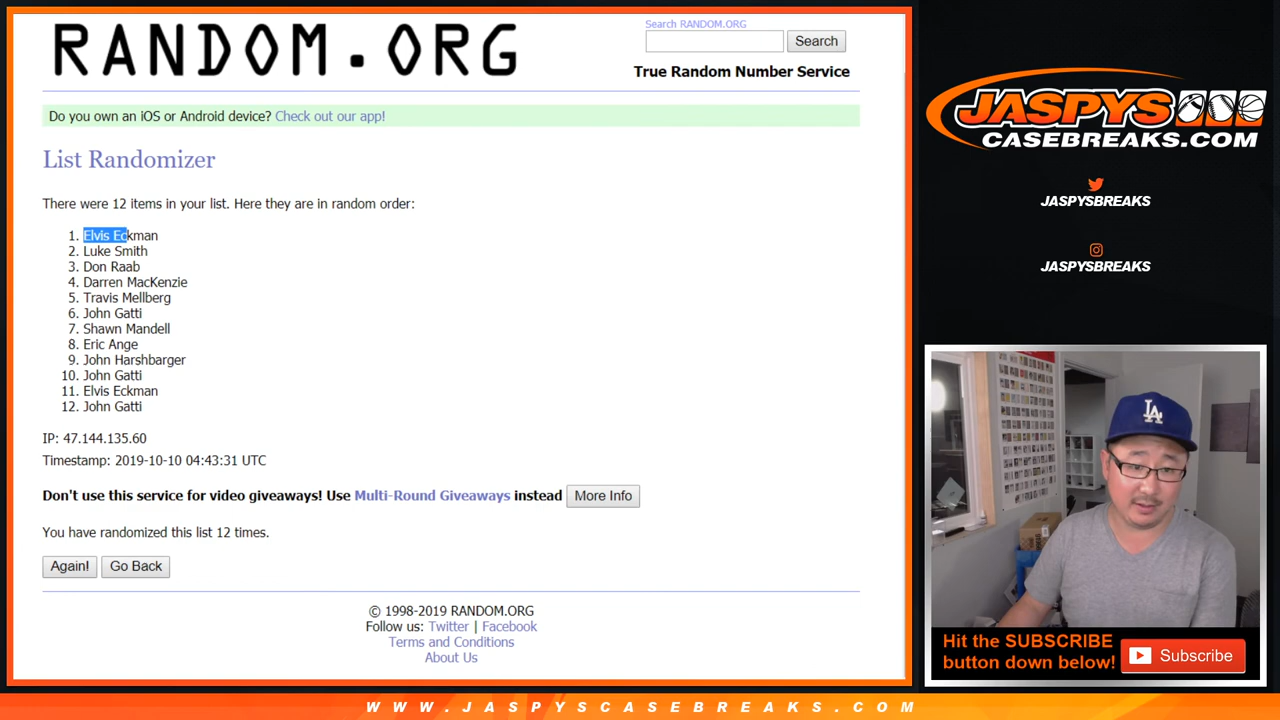 RANDOM.ORG
Search RANDOM.ORG
Search
True Random Number Service
Do you own an iOS or Android device? Check out our app!
List Randomizer
There were 12 items in your list. Here they are in random order:
1. Elvis Eckman
2. Luke Smith
3. Don Raab
4. Darren MacKenzie
5. Travis Mellberg
6. John Gatti
7. Shawn Mandell
8. Eric Ange
9. John Harshbarger
10. John Gatti
11. Elvis Eckman
12. John Gatti
IP: 47.144.135.60
Timestamp: 2019-10-10 04:43:31 UTC
Don't use this service for video giveaways! Use Multi-Round Giveaways instead More Info
You have randomized this list 12 times.
Again! Go Back
© 1998-2019 RANDOM.ORG
Follow us: Twitter | Facebook
Terms and Conditions
About Us
JASPYS
CASEBREAKS.COM
JASPYSBREAKS
JASPYSBREAKS
LA
Hit the SUBSCRIBE
button down below!
Subscribe
WWW.JASPYSCASEBREAKS.COM